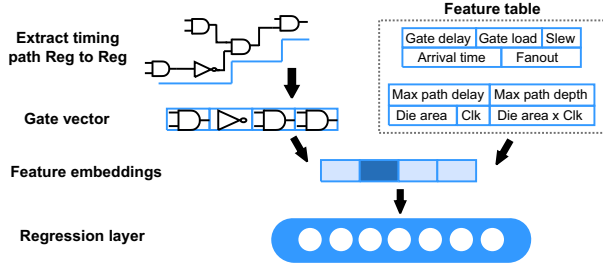 Feature table
Extract timing
path Reg to Reg
Gate delay Gate load Slew
Arrival time Fanout
Max path delay Max path depth
Die area Clk Die area x Clk
Gate vector
Feature embeddings
Regression layer